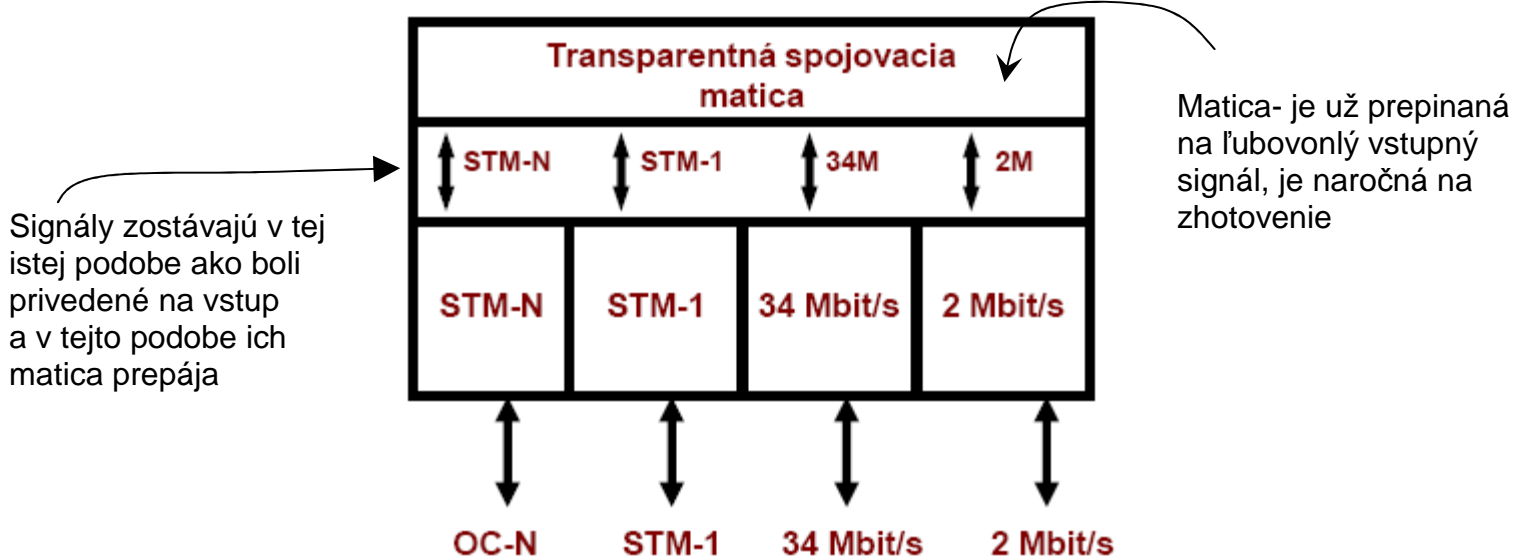 Transparentná spojovacia
matica
Matica- je už prepinaná
na ľubovonlý vstupný
signál, je naročná na
zhotovenie
STM-N
STM-1
34M
2M
Signály zostávajú v tej
istej podobe ako boli
privedené na vstup
a v tejto podobe ich
matica prepája
STM-N
STM-1
34 Mbit/s
2 Mbit/s
OC-N
STM-1
34 Mbit/s
2 Mbit/s